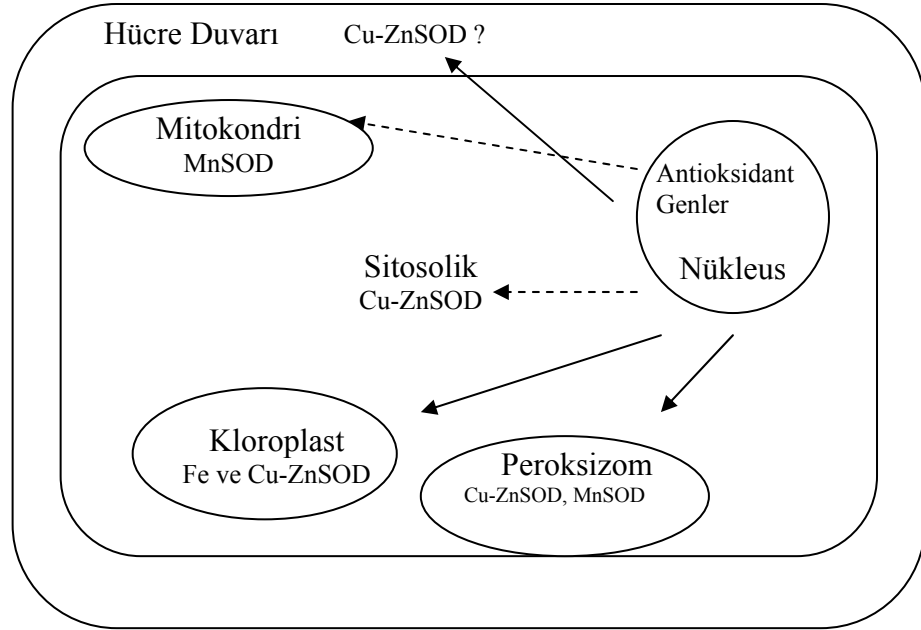 Hücre Duvarı
Cu-ZnSOD ?
Mitokondri
MnSOD
Antioksidant
Genler
Nükleus
Sitosolik
Cu-ZnSOD
Kloroplast
Fe ve Cu-ZnSOD
Peroksizom
Cu-ZnSOD, MnSOD